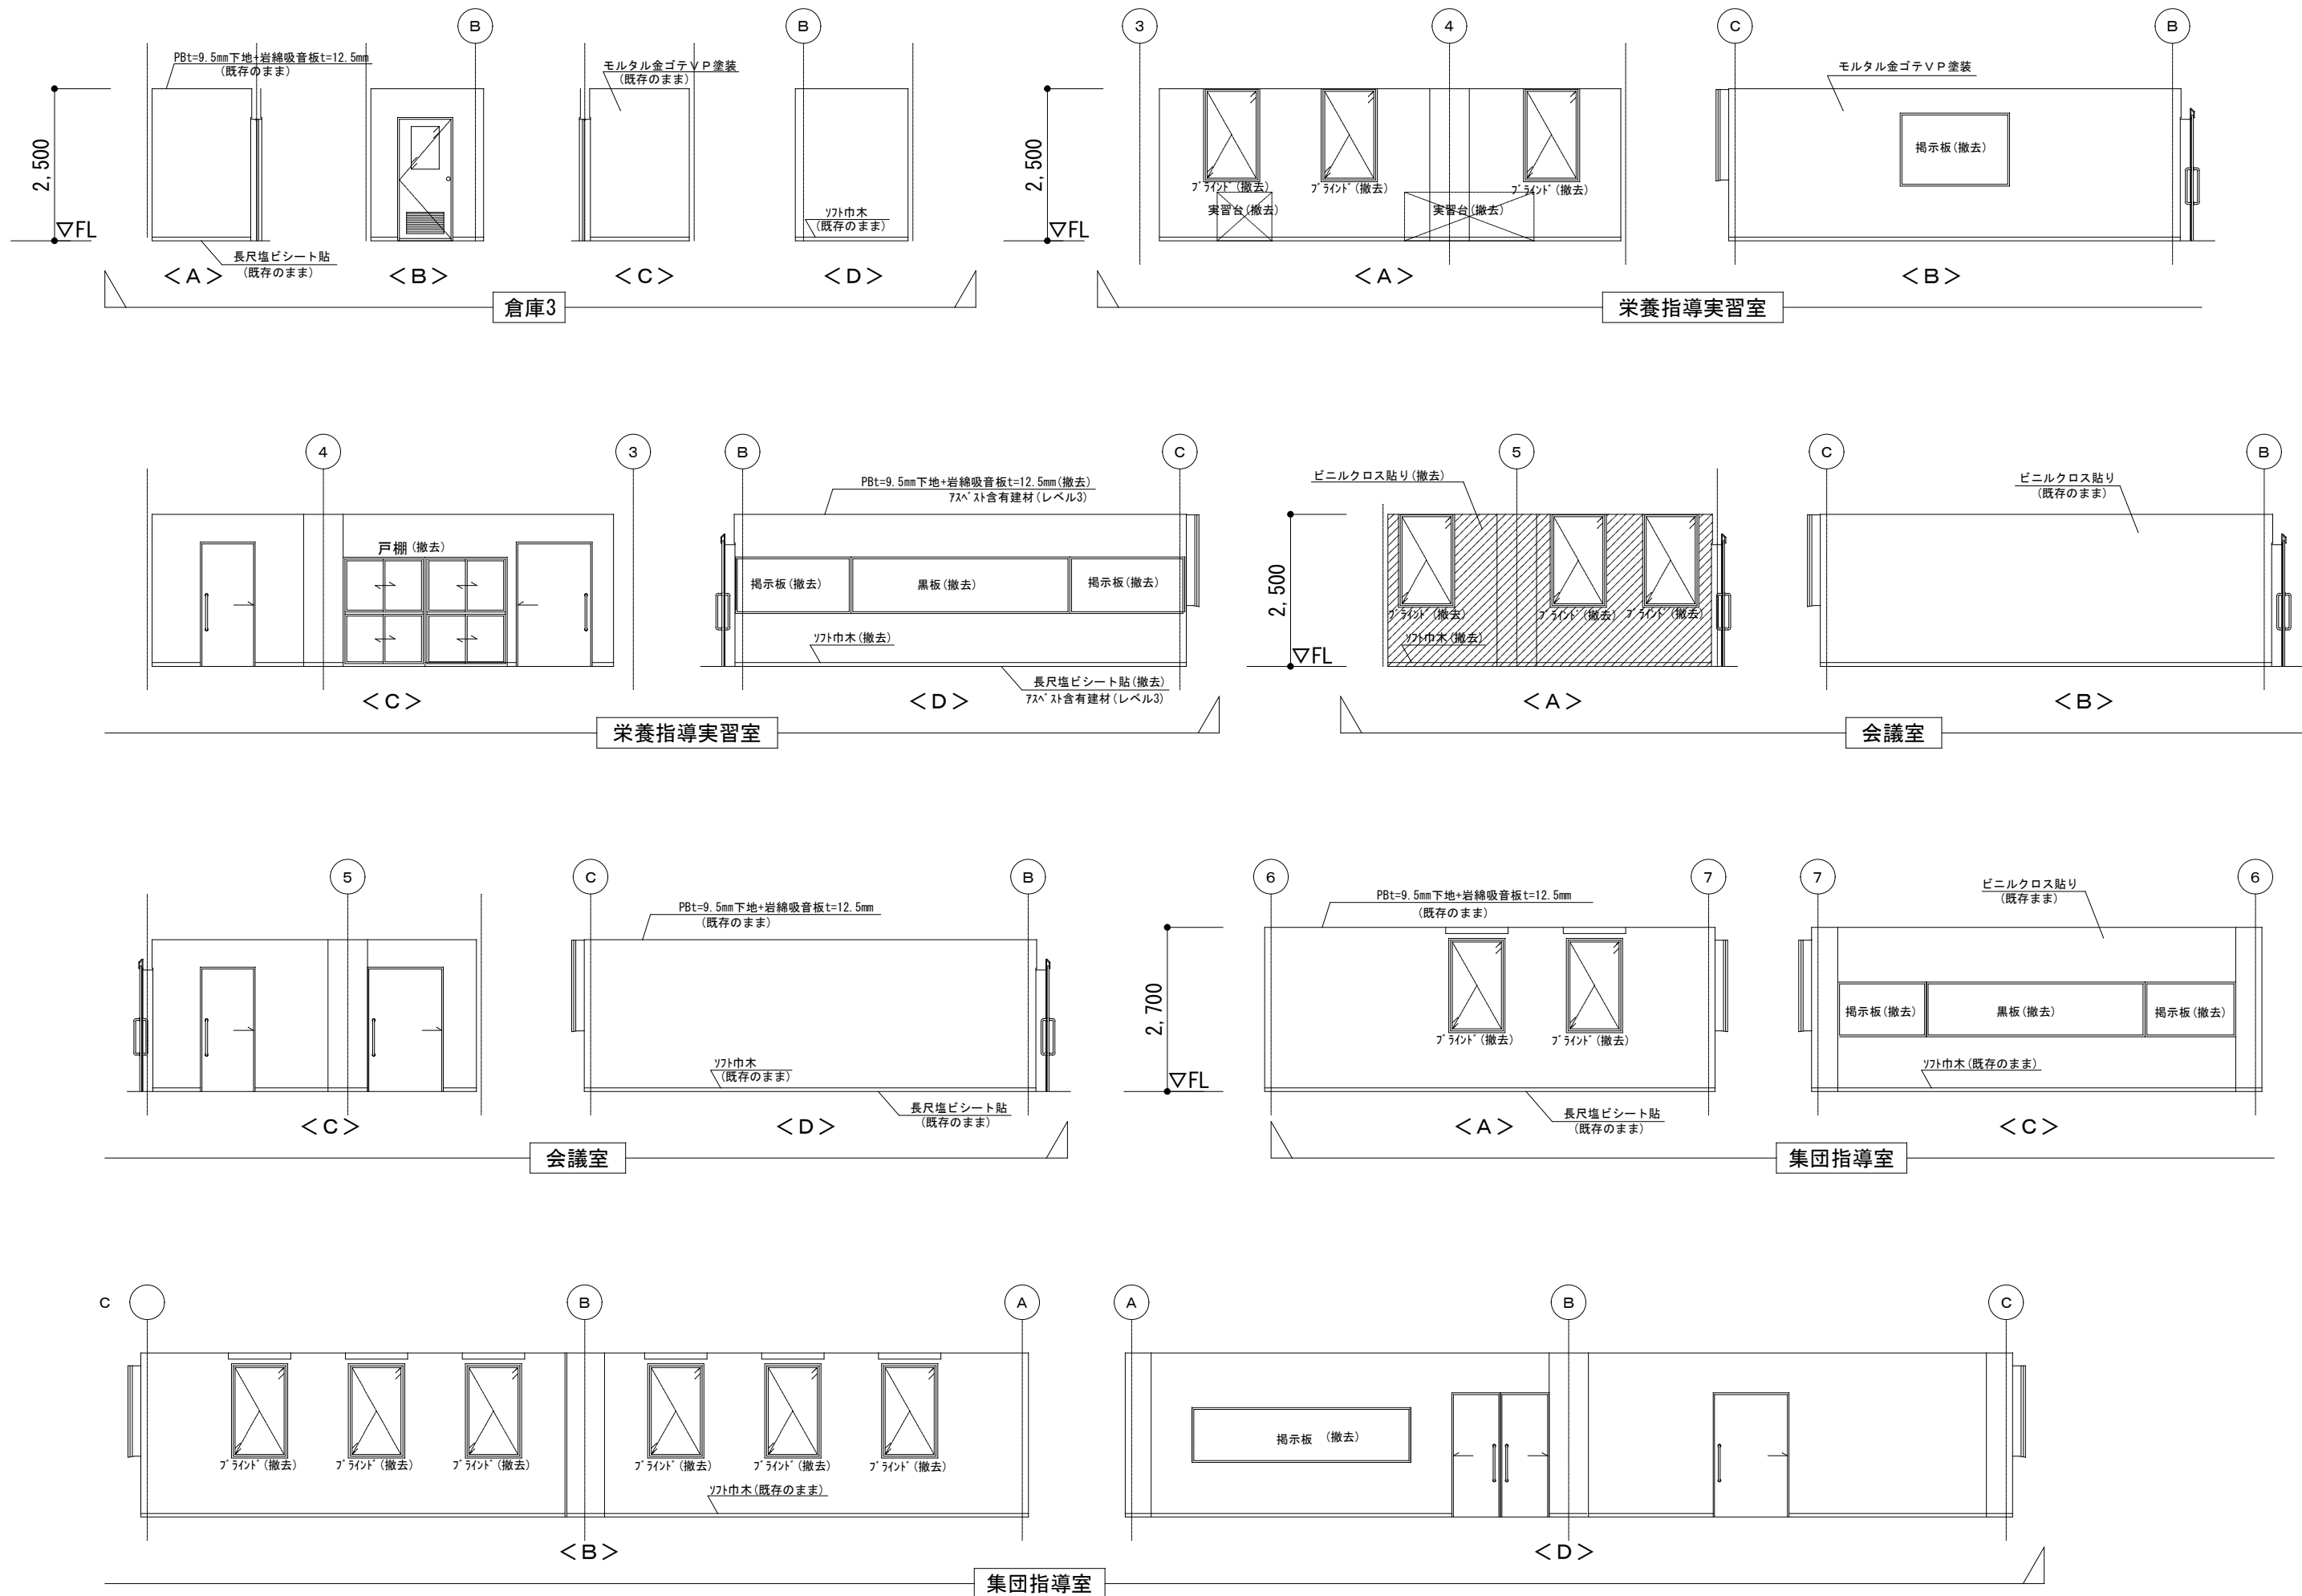 B
B
3
4
C
B
PBt=9.5mm下地+岩綿吸音板t=12.5mm
(既存のまま)
モルタル金ゴテVP塗装
(既存のまま)
モルタル金ゴテVP塗装
2,500
▽FL
2,500
▽FL
ソフト巾木
(既存のまま)
長尺塩ビシート貼
(既存のまま)
ブラインド(撤去)
ブラインド(撤去)
ブラインド(撤去)
実習台(撤去)
実習台(撤去)
掲示板(撤去)
<A>
<B>
<C>
<D>
<A>
<B>
倉庫3
栄養指導実習室
4
3
B
C
5
C
B
PBt=9.5mm下地+岩綿吸音板t=12.5mm(撤去)
アスベスト含有建材(レベル3)
ビニルクロス貼り(撤去)
ビニルクロス貼り
(既存のまま)
戸棚(撤去)
掲示板(撤去)
黒板(撤去)
掲示板(撤去)
2,500
▽FL
ブラインド(撤去)
ブラインド(撤去)
ブラインド(撤去)
ソフト巾木(撤去)
ソフト巾木(撤去)
長尺塩ビシート貼(撤去)
アスベスト含有建材(レベル3)
<C>
<D>
<A>
<B>
栄養指導実習室
会議室
5
C
B
6
7
7
6
PBt=9.5mm下地+岩綿吸音板t=12.5mm
(既存のまま)
PBt=9.5mm下地+岩綿吸音板t=12.5mm
(既存のまま)
ビニルクロス貼り
(既存まま)
2,700
▽FL
ブラインド(撤去)
ブラインド(撤去)
掲示板(撤去)
黒板(撤去)
掲示板(撤去)
ソフト巾木
(既存のまま)
ソフト巾木(既存のまま)
長尺塩ビシート貼
(既存のまま)
長尺塩ビシート貼
(既存のまま)
<C>
<D>
<A>
<C>
会議室
集団指導室
C
B
A
A
B
C
ブラインド(撤去)
ブラインド(撤去)
ブラインド(撤去)
ブラインド(撤去)
ブラインド(撤去)
ブラインド(撤去)
掲示板 (撤去)
ソフト巾木(既存のまま)
<B>
<D>
集団指導室